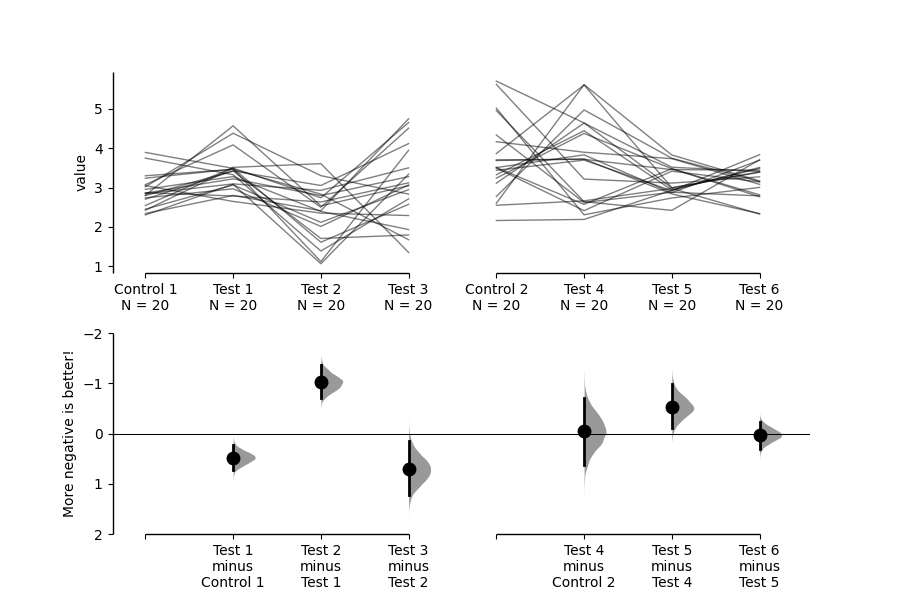 5
4
3
2
1
value
Control 1
N = 20
Test 1
N = 20
Test 2
N = 20
Test 3
N = 20
Control 2
N = 20
Test 4
N = 20
Test 5
N = 20
Test 6
N = 20
−2
−1
0
1
2
More negative is better!
Test 1
minus
Control 1
Test 2
minus
Test 1
Test 3
minus
Test 2
Test 4
minus
Control 2
Test 5
minus
Test 4
Test 6
minus
Test 5